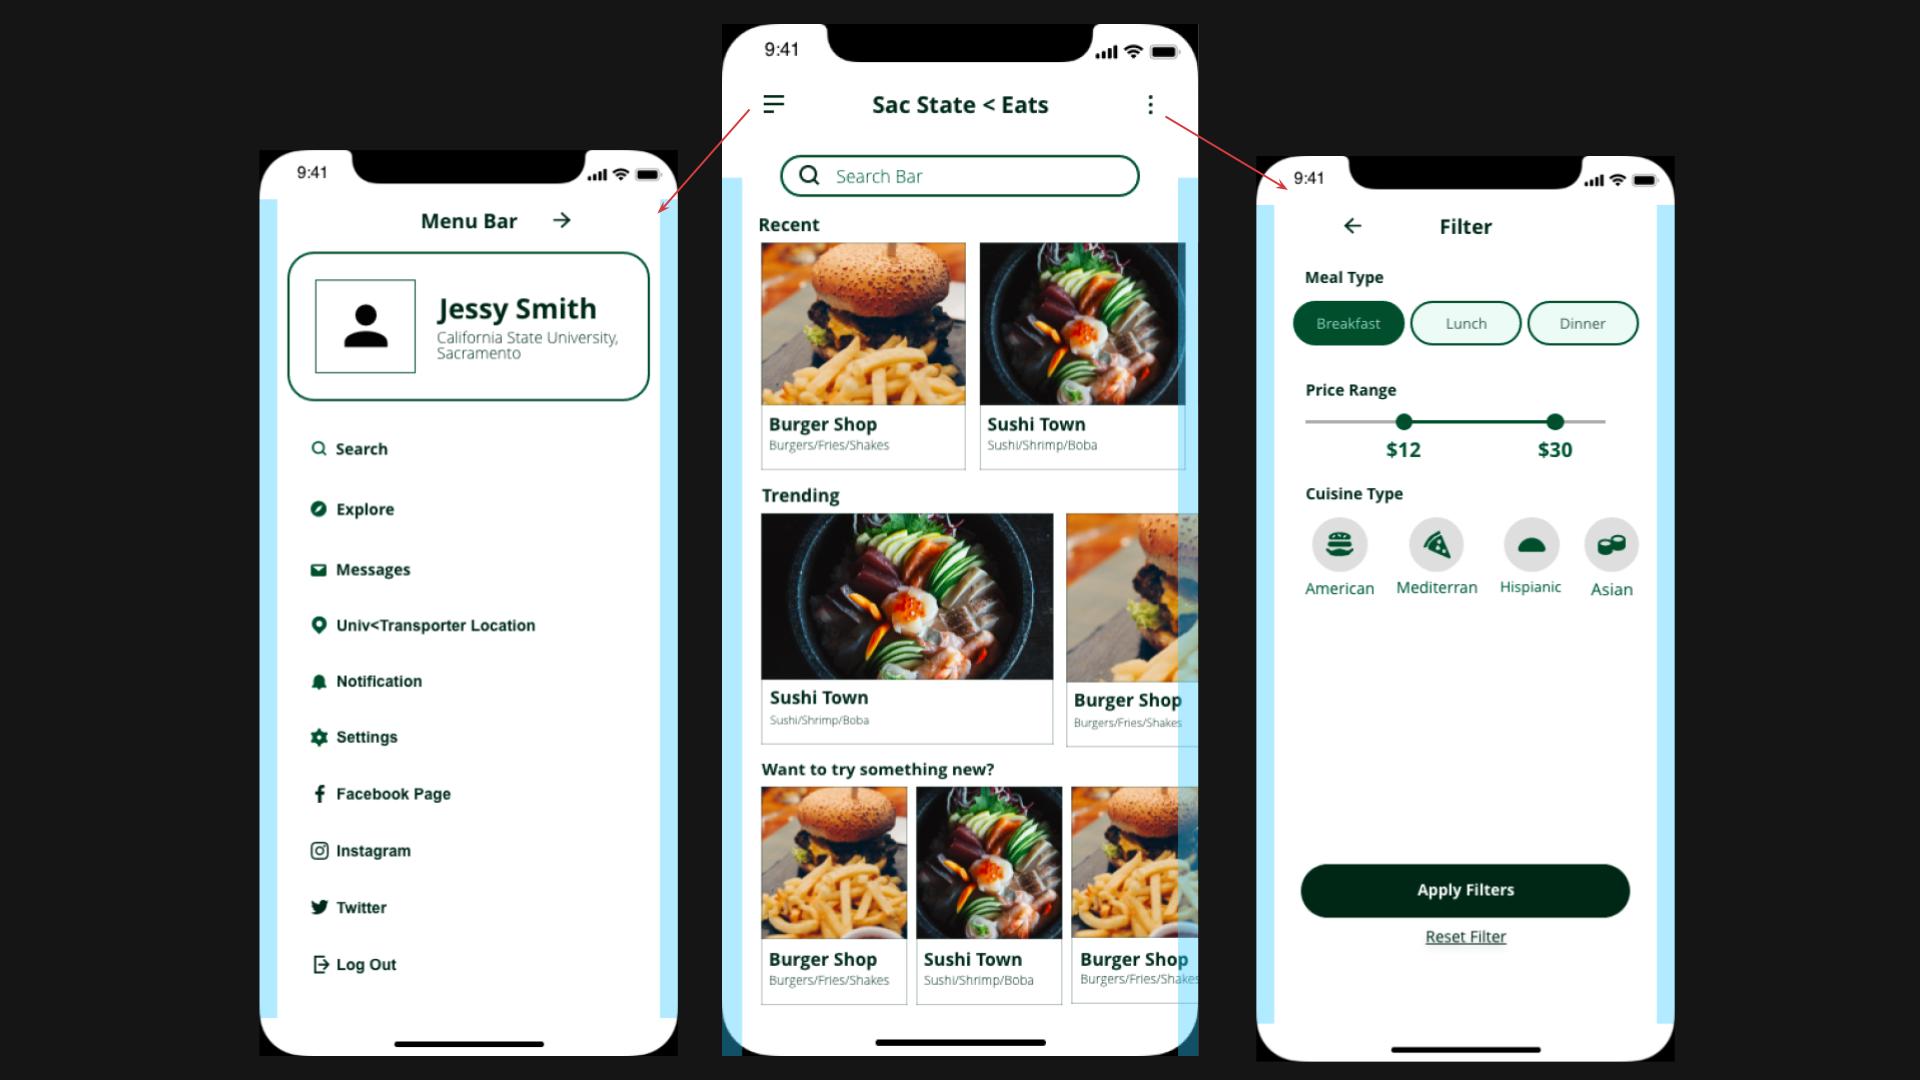 9:41
Menu Bar
Jessy Smith
California State University,
Sacramento
Search
Explore
Messages
Univ<Transporter Location
Notification
Settings
Facebook Page
Instagram
Twitter
Log Out
9:41
Sac State < Eats
Search Bar
Recent
Burger Shop
Burgers/Fries/Shakes
Sushi Town
Sushi/Shrimp/Boba
Trending
Sushi Town
Sushi/Shrimp/Boba
Burger Shop
Burgers/Fries/Shakes
Want to try something new?
Burger Shop
Burgers/Fries/Shakes
Sushi Town
Sushi/Shrimp/Boba
Burger Shop
Burgers/Fries/Shakes
9:41
Filter
Meal Type
Breakfast Lunch Dinner
Price Range
$12 $30
Cuisine Type
American Mediterran Hispianic Asian
Apply Filters
Reset Filter